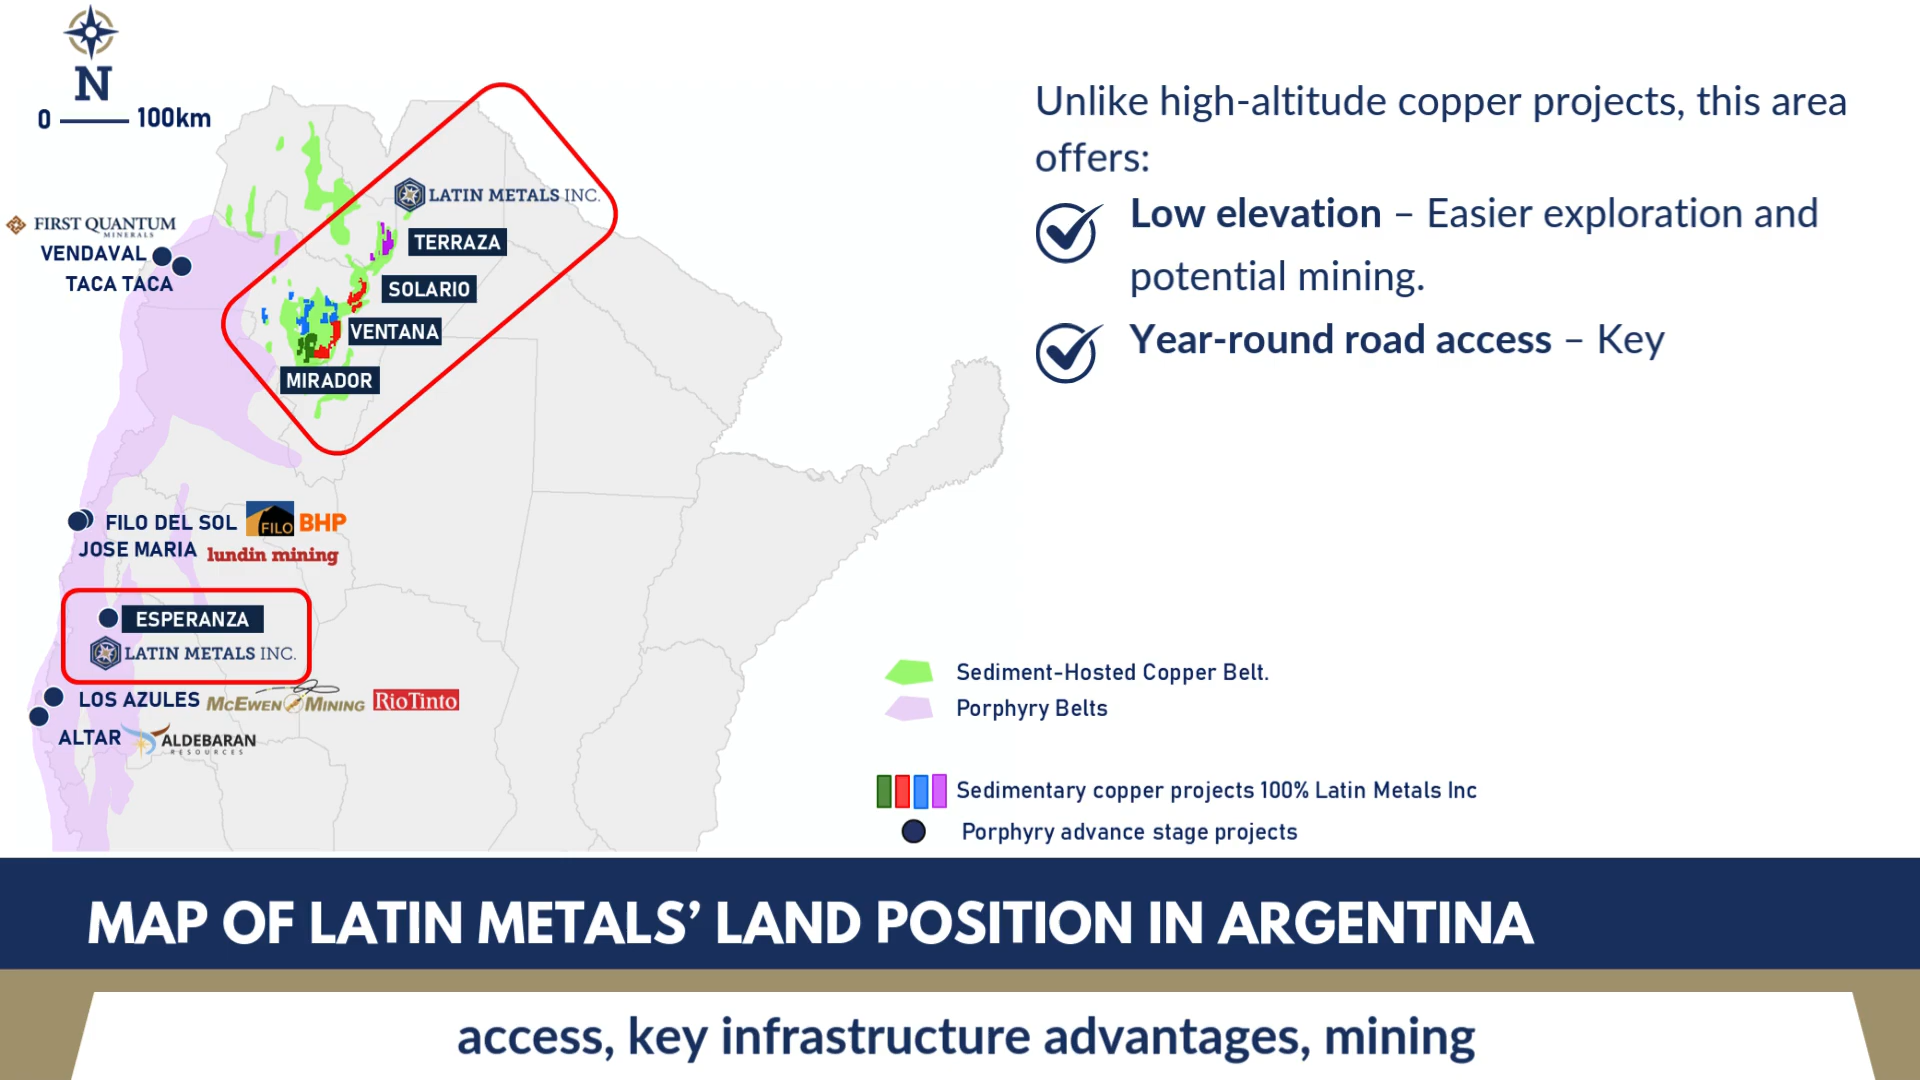 N
0 100km
Unlike high-altitude copper projects, this area
offers:
Low elevation – Easier exploration and
potential mining.
Year-round road access – Key
LATIN METALS INC.
TERRAZA
SOLARIO
VENTANA
MIRADOR
FIRST QUANTUM
MINERALS
VENDAVAL
TACA TACA
FILO DEL SOL FILO BHP
JOSE MARIA lundin mining
ESPERANZA
LATIN METALS INC.
LOS AZULES McEWEN MINING RioTinto
ALTAR ALDEBARAN
RESOURCES
Sediment-Hosted Copper Belt.
Porphyry Belts
Sedimentary copper projects 100% Latin Metals Inc
Porphyry advance stage projects
MAP OF LATIN METALS’ LAND POSITION IN ARGENTINA
access, key infrastructure advantages, mining